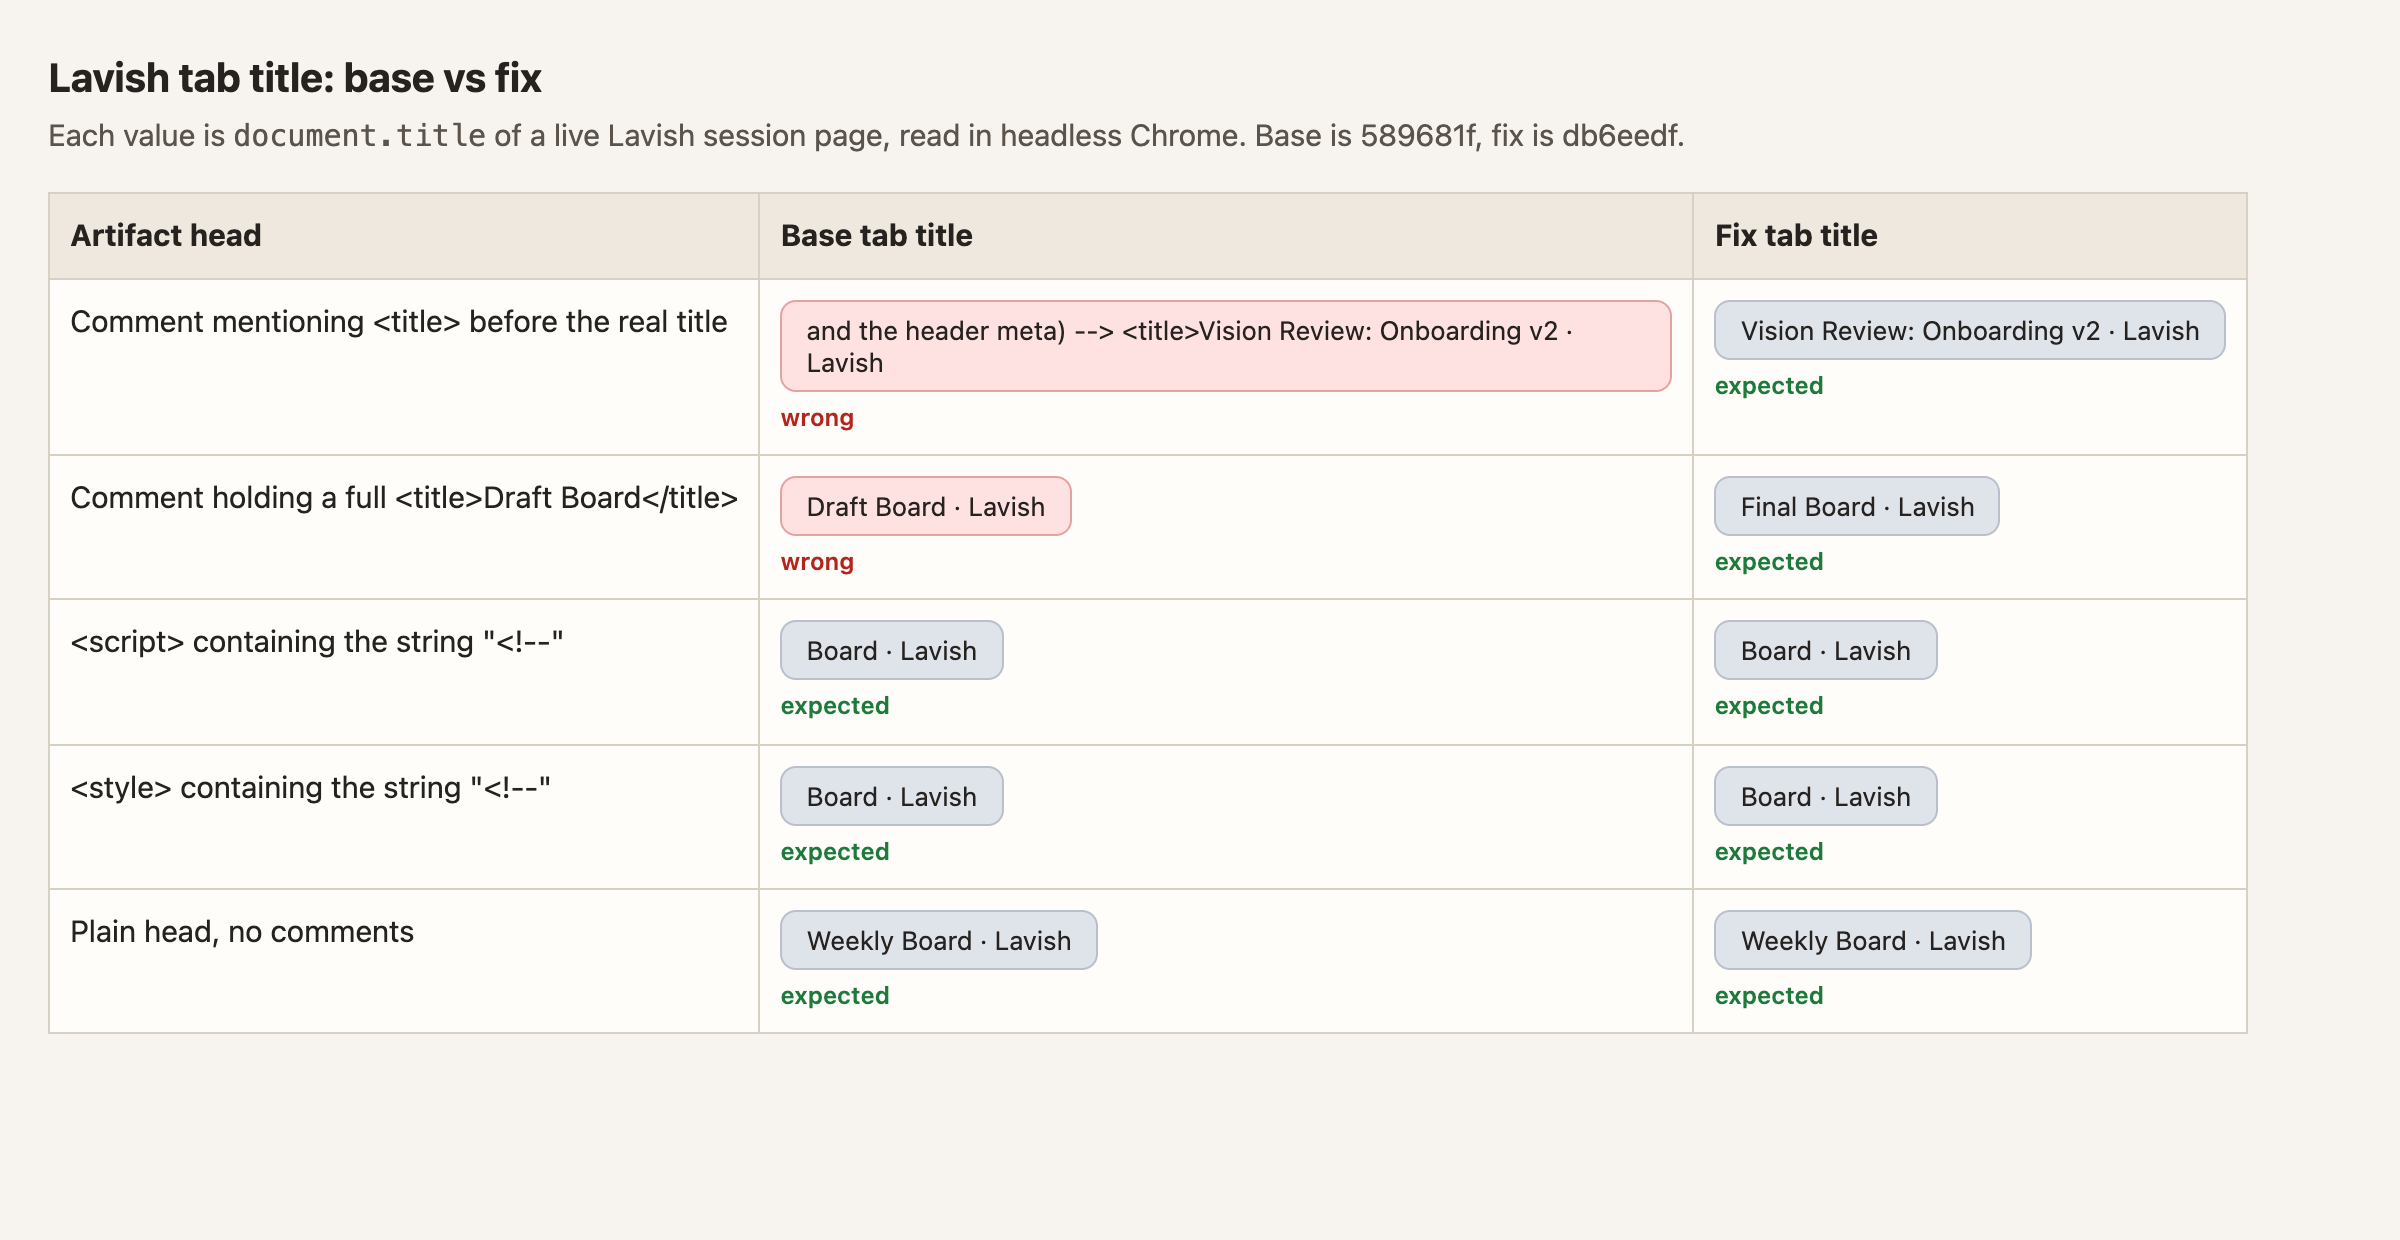 Lavish tab title: base vs fix
Each value is document.title of a live Lavish session page, read in headless Chrome. Base is 589681f, fix is db6eedf.
Artifact head
Base tab title
Fix tab title
Comment mentioning <title> before the real title
and the header meta) --> <title>Vision Review: Onboarding v2 ·
Lavish
wrong
Vision Review: Onboarding v2 · Lavish
expected
Comment holding a full <title>Draft Board</title>
Draft Board · Lavish
wrong
Final Board · Lavish
expected
<script> containing the string "<!--"
Board · Lavish
expected
Board · Lavish
expected
<style> containing the string "<!--"
Board · Lavish
expected
Board · Lavish
expected
Plain head, no comments
Weekly Board · Lavish
expected
Weekly Board · Lavish
expected